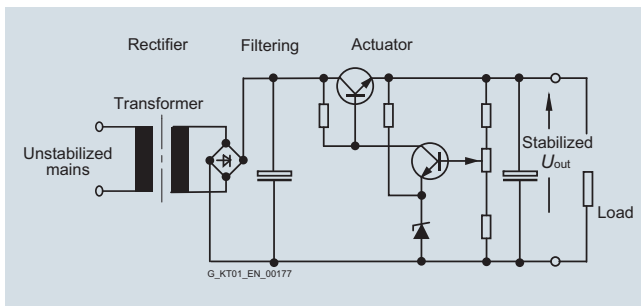 Rectifier
Filtering
Actuator
Transformer
Unstabilized
mains
Stabilized
Uout
Load
G_KT01_EN_00177